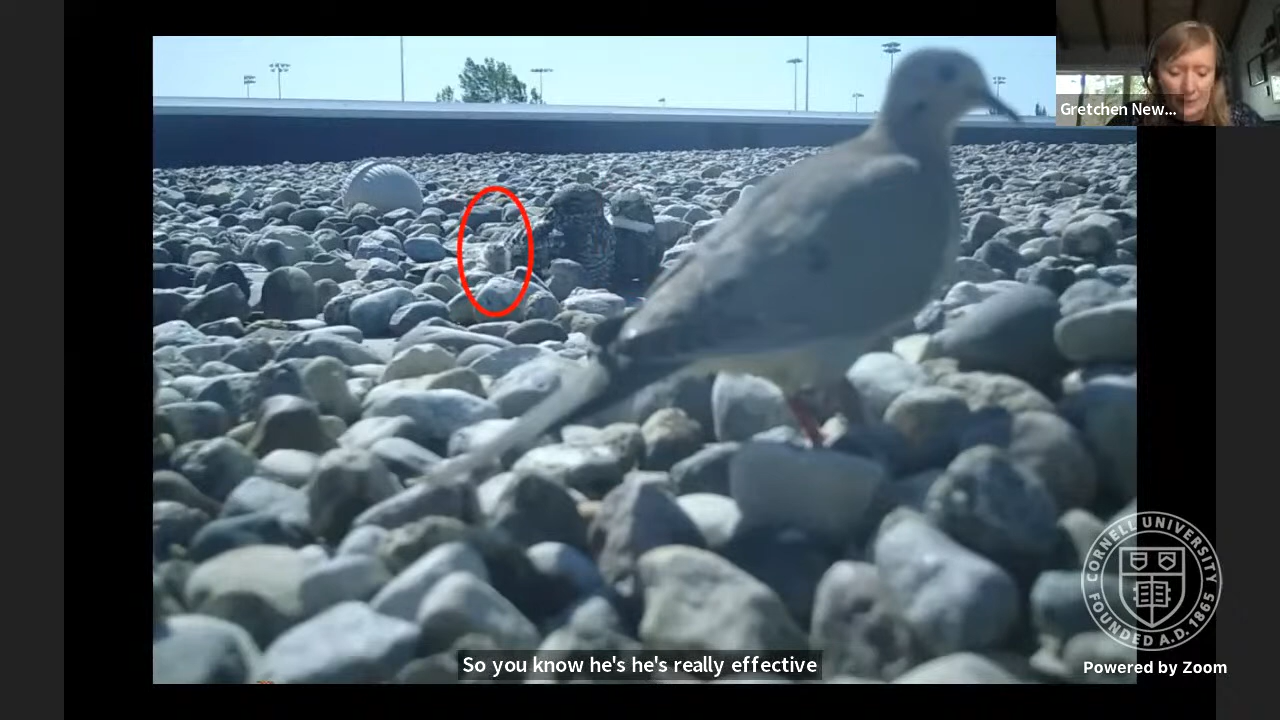 Gretchen New...
CORNELL UNIVERSITY
FOUNDED A.D. 1865
So you know he's he's really effective
Powered by Zoom